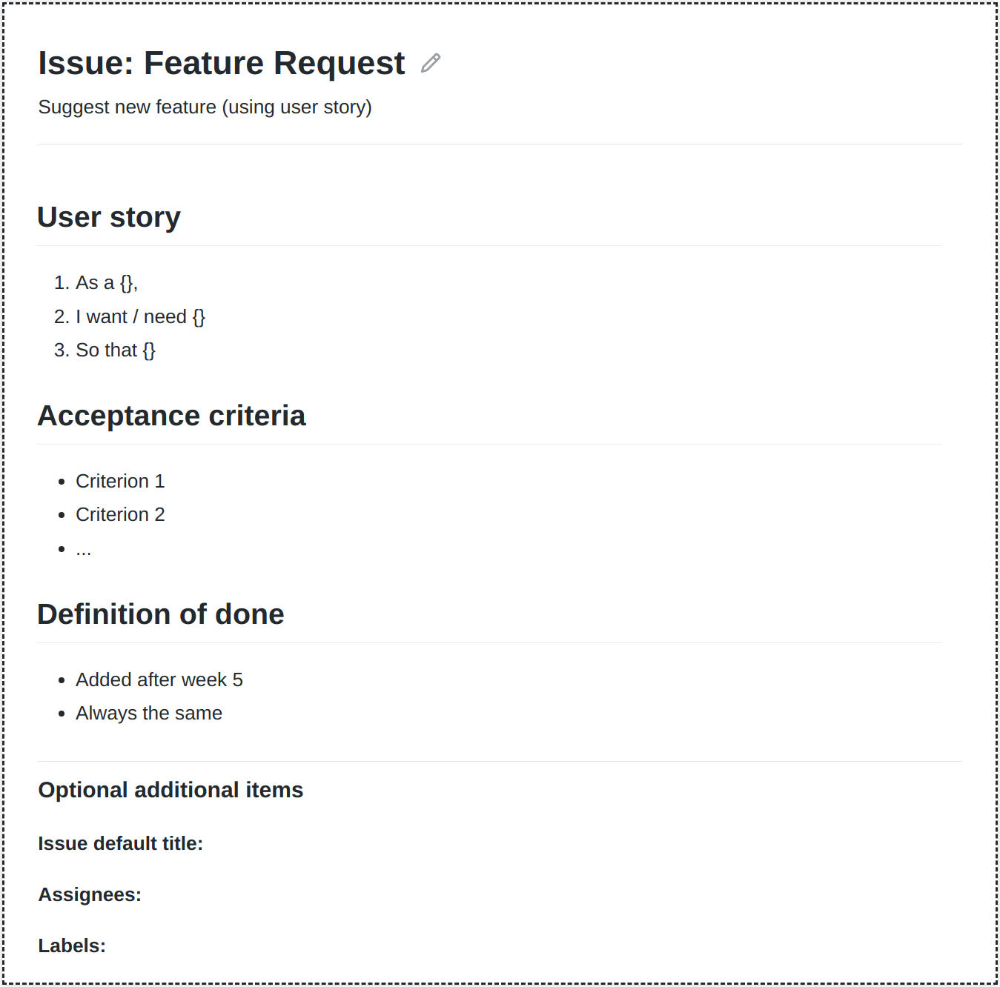 Issue: Feature Request
Suggest new feature (using user story)
User story
1. As a {},
2. I want / need {}
3. So that {}
Acceptance criteria
• Criterion 1
• Criterion 2
• ...
Definition of done
• Added after week 5
• Always the same
Optional additional items
Issue default title:
Assignees:
Labels: